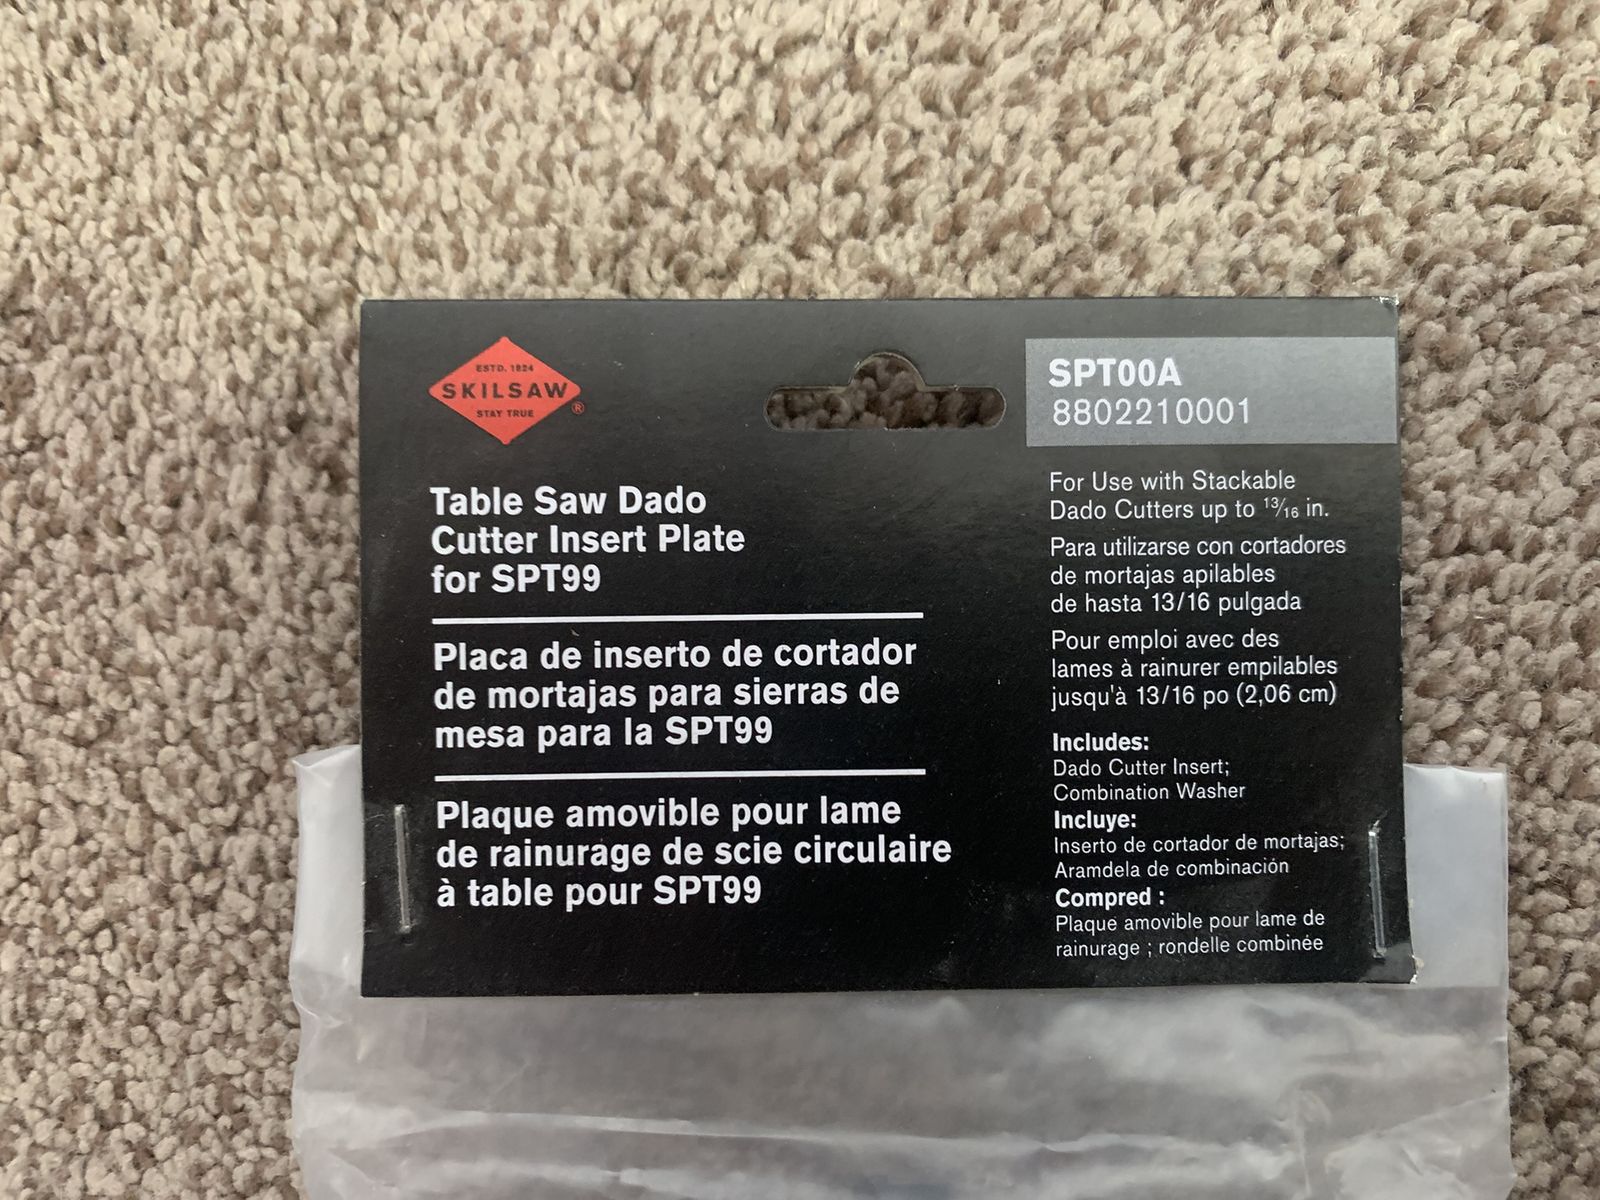 ESTD. 1924
SKILSAW®
STAY TRUE
Table Saw Dado
Cutter Insert Plate
for SPT99
Placa de inserto de cortador
de mortajas para sierras de
mesa para la SPT99
Plaque amovible pour lame
de rainurage de scie circulaire
à table pour SPT99
SPT00A
8802210001
For Use with Stackable
Dado Cutters up to 13/16 in.
Para utilizarse con cortadores
de mortajas apilables
de hasta 13/16 pulgada
Pour emploi avec des
lames à rainurer empilables
jusqu'à 13/16 po (2,06 cm)
Includes:
Dado Cutter Insert;
Combination Washer
Incluye:
Inserto de cortador de mortajas;
Aramdela de combinación
Compred :
Plaque amovible pour lame de
rainurage ; rondelle combinée